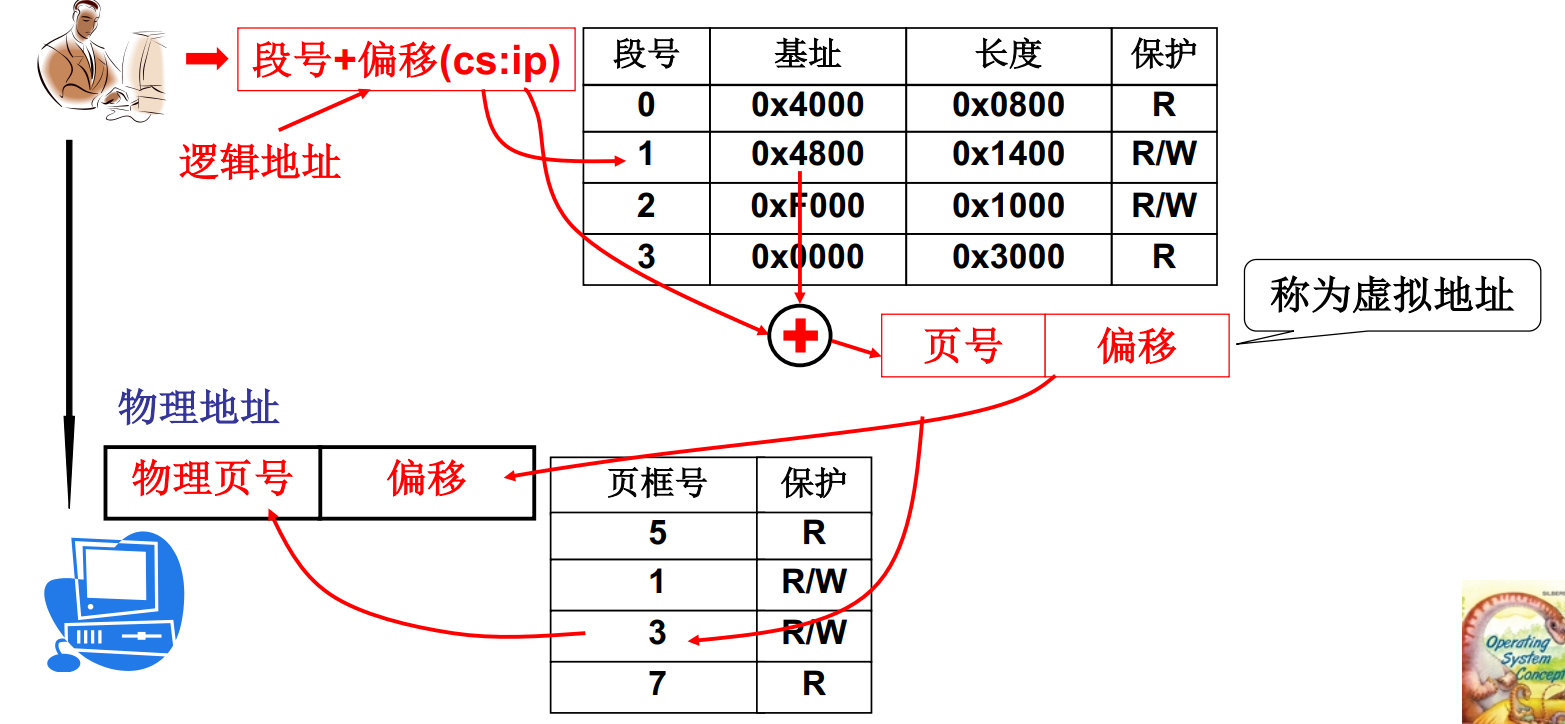 段号+偏移(cs:ip)
逻辑地址
段号 基址 长度 保护
0 0x4000 0x0800 R
1 0x4800 0x1400 R/W
2 0xF000 0x1000 R/W
3 0x0000 0x3000 R
称为虚拟地址
页号 偏移
物理地址
物理页号 偏移
页框号 保护
5 R
1 R/W
3 R/W
7 R
Operating
System
Concept